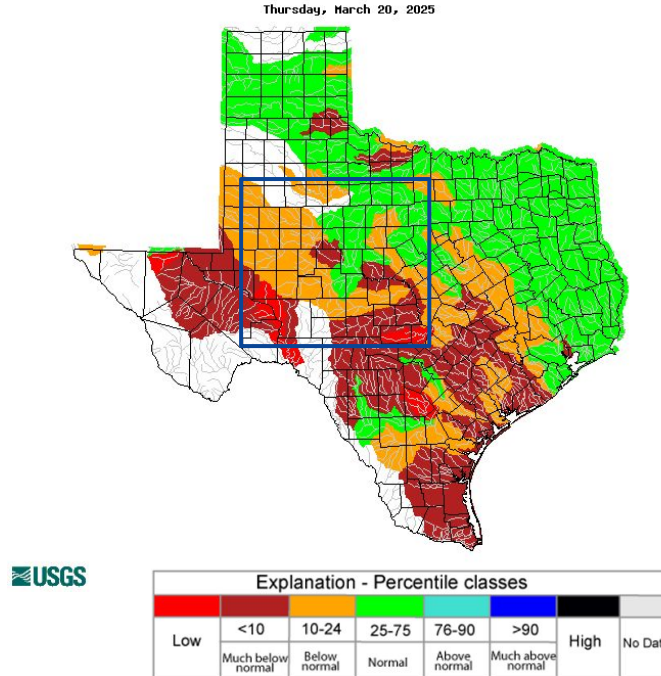 Thursday, March 20, 2025
USGS
Explanation - Percentile classes
Low
<10
10-24
25-75
76-90
>90
High
No Dat
Much below
normal
Below
normal
Normal
Above
normal
Much above
normal